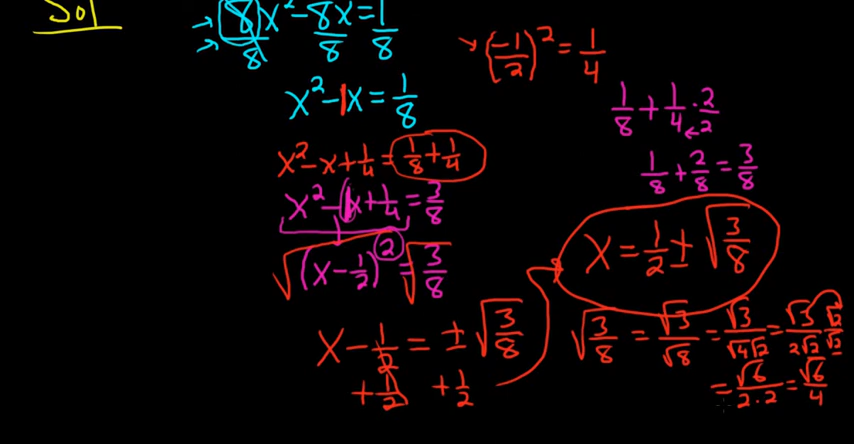 Sol
→ 8x² - 8x = 1
→ 8 8 8
x² - 1x = 1/8
x² - x + 1/4 = 1/8 + 1/4
x² - 1x + 1/4 = 3/8
√(x - 1/2)² = √3/8
x - 1/2 = ± √3/8
+ 1/2 + 1/2
→ (-1/2)² = 1/4
1/8 + 1/4 · 2/2
1/8 + 2/8 = 3/8
x = 1/2 ± √3/8
√3/8 = √3/√8 = √3/√4√2 = √3/2√2 √2/√2
= √6/2·2 = √6/4